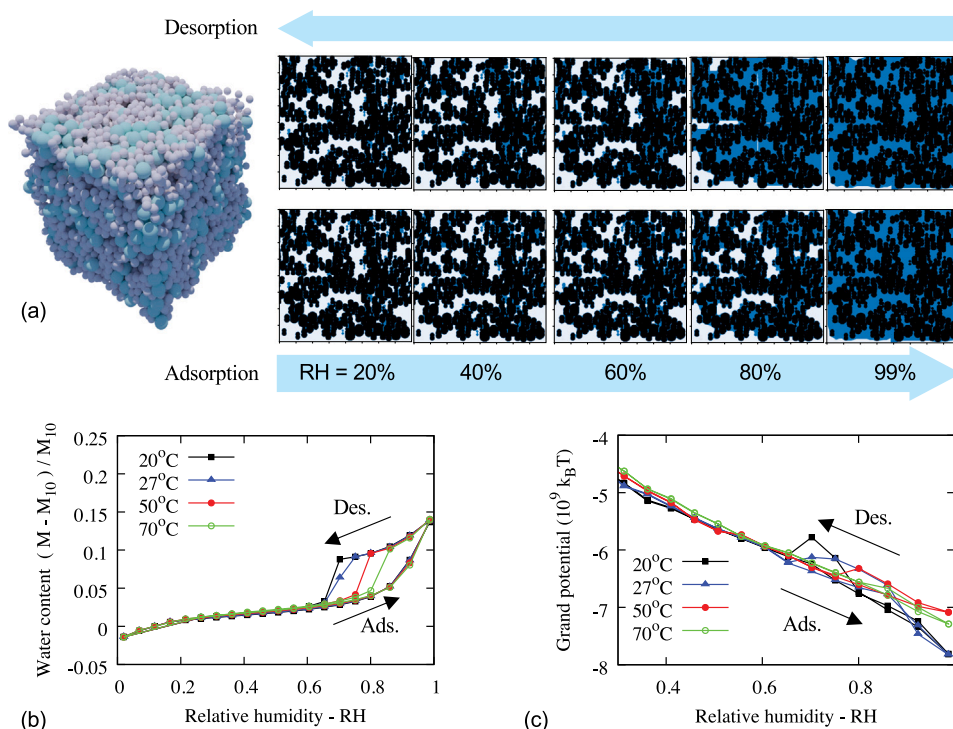 Desorption
(a)
Adsorption
RH = 20%
40%
60%
80%
99%
Water content (M - M₁₀) / M₁₀
0.25
0.2
0.15
0.1
0.05
0
-0.05
20°C
27°C
50°C
70°C
Des.
Ads.
0
0.2
0.4
0.6
0.8
1
Relative humidity - RH
(b)
Grand potential (10⁹ k_BT)
-4
-5
-6
-7
-8
Des.
Ads.
20°C
27°C
50°C
70°C
0.4
0.6
0.8
Relative humidity - RH
(c)